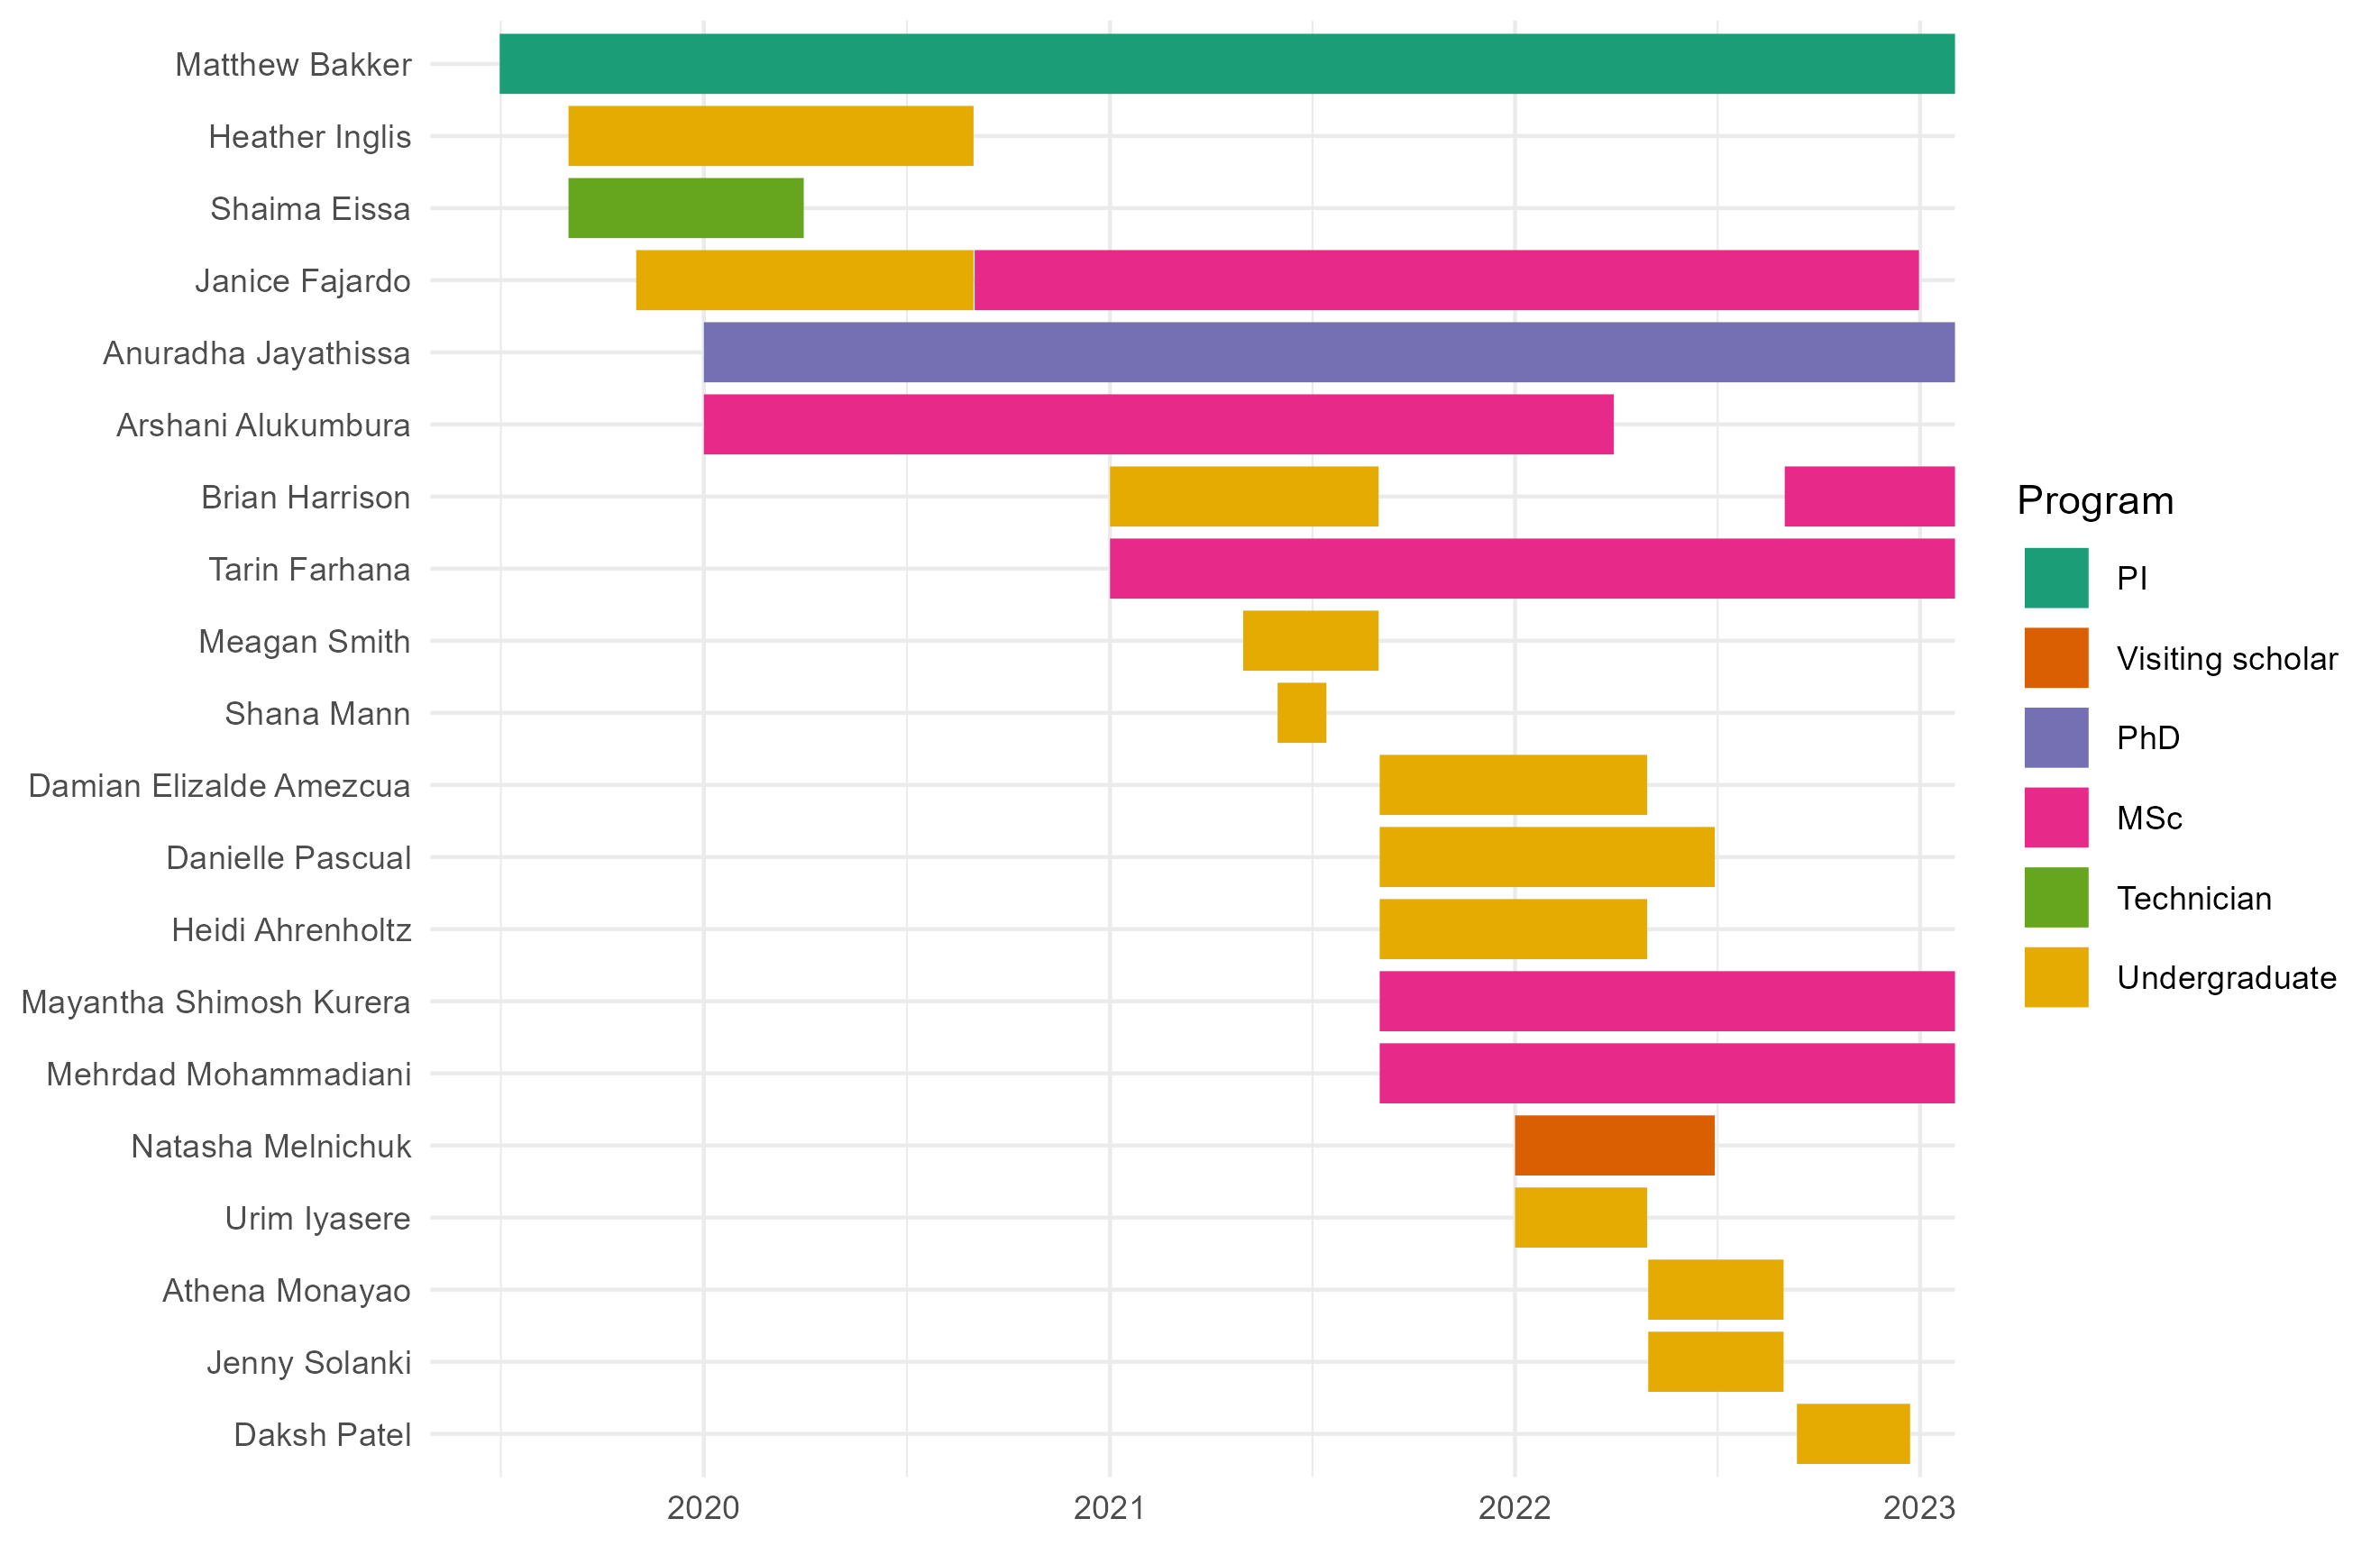 Matthew Bakker
Heather Inglis
Shaima Eissa
Janice Fajardo
Anuradha Jayathissa
Arshani Alukumbura
Brian Harrison
Tarin Farhana
Meagan Smith
Shana Mann
Damian Elizalde Amezcua
Danielle Pascual
Heidi Ahrenholtz
Mayantha Shimosh Kurera
Mehrdad Mohammadiani
Natasha Melnichuk
Urim Iyasere
Athena Monayao
Jenny Solanki
Daksh Patel
2020 2021 2022 2023
Program
PI
Visiting scholar
PhD
MSc
Technician
Undergraduate